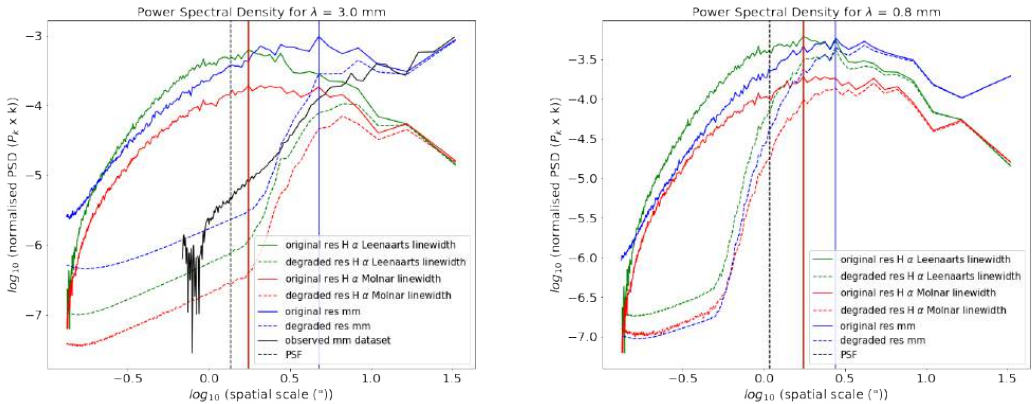 Power Spectral Density for λ = 3.0 mm
log₁₀ (normalised PSD (Pₖ x k))
−3
−4
−5
−6
−7
original res H α Leenaarts linewidth
degraded res H α Leenaarts linewidth
original res H α Molnar linewidth
degraded res H α Molnar linewidth
original res mm
degraded res mm
observed mm dataset
PSF
−0.5 0.0 0.5 1.0 1.5
log₁₀ (spatial scale ("))
Power Spectral Density for λ = 0.8 mm
log₁₀ (normalised PSD (Pₖ x k))
−3.5
−4.0
−4.5
−5.0
−5.5
−6.0
−6.5
−7.0
original res H α Leenaarts linewidth
degraded res H α Leenaarts linewidth
original res H α Molnar linewidth
degraded res H α Molnar linewidth
original res mm
degraded res mm
PSF
−0.5 0.0 0.5 1.0 1.5
log₁₀ (spatial scale ("))